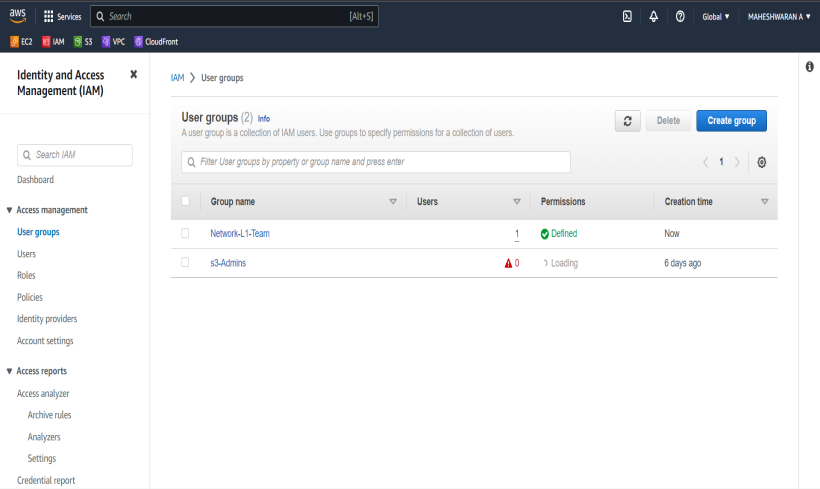 aws Services Search [Alt+S] Global ▼ MAHESHWARAN A ▼
EC2 IAM S3 VPC CloudFront
Identity and Access
Management (IAM)
Search IAM
Dashboard
Access management
User groups
Users
Roles
Policies
Identity providers
Account settings
Access reports
Access analyzer
Archive rules
Analyzers
Settings
Credential report
IAM > User groups
User groups (2) Info
A user group is a collection of IAM users. Use groups to specify permissions for a collection of users.
Delete Create group
Filter User groups by property or group name and press enter
1
Group name Users Permissions Creation time
Network-L1-Team 1 Defined Now
s3-Admins 0 Loading 6 days ago